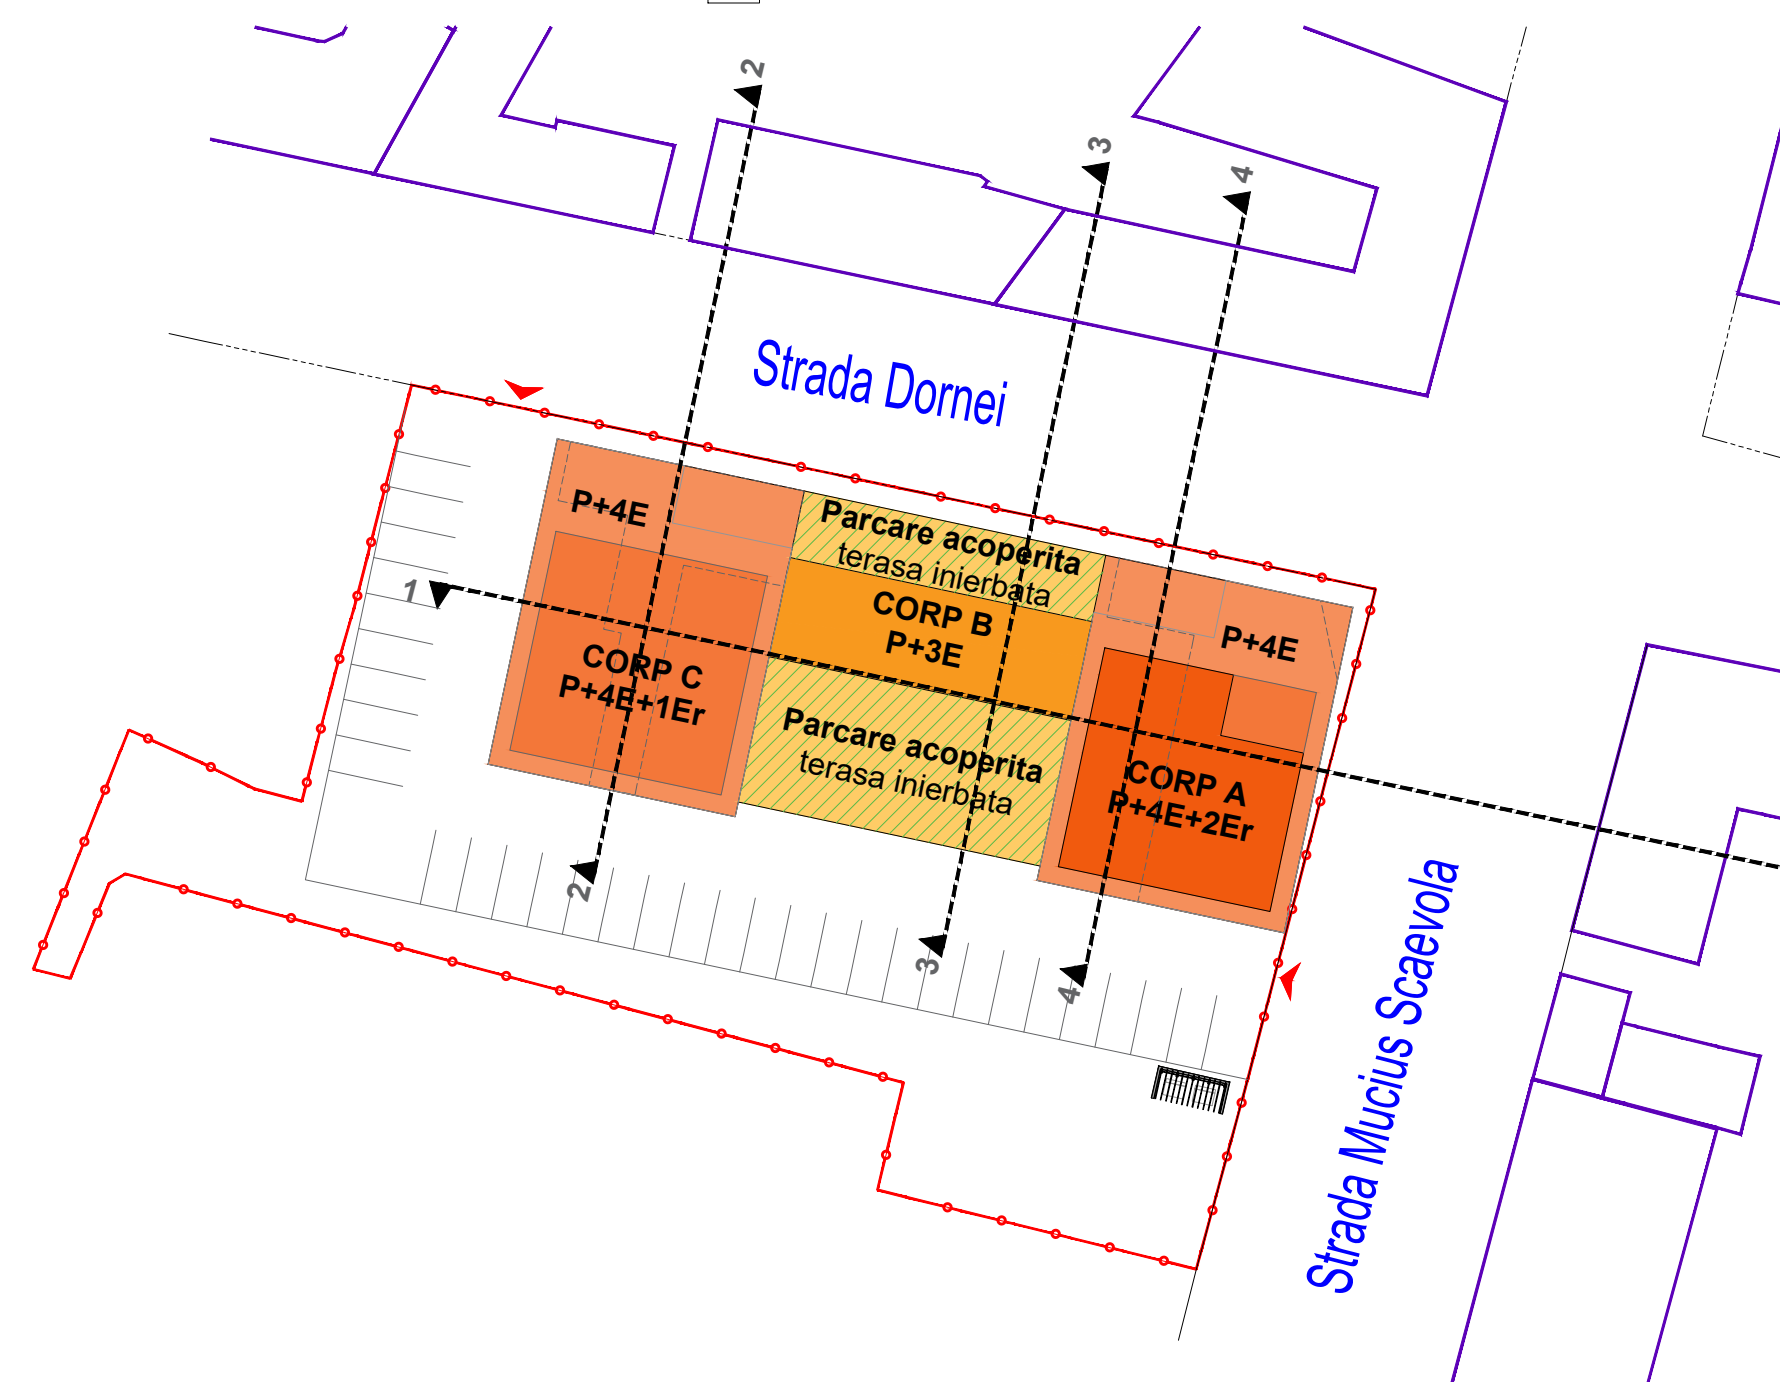 2
3
4
Strada Dornei
P+4E
Parcare acoperita
terasa inierbata
1
CORP B
P+3E
P+4E
CORP C
P+4E+1Er
Parcare acoperita
terasa inierbata
CORP A
P+4E+2Er
2
3
4
Strada Mucius Scaevola